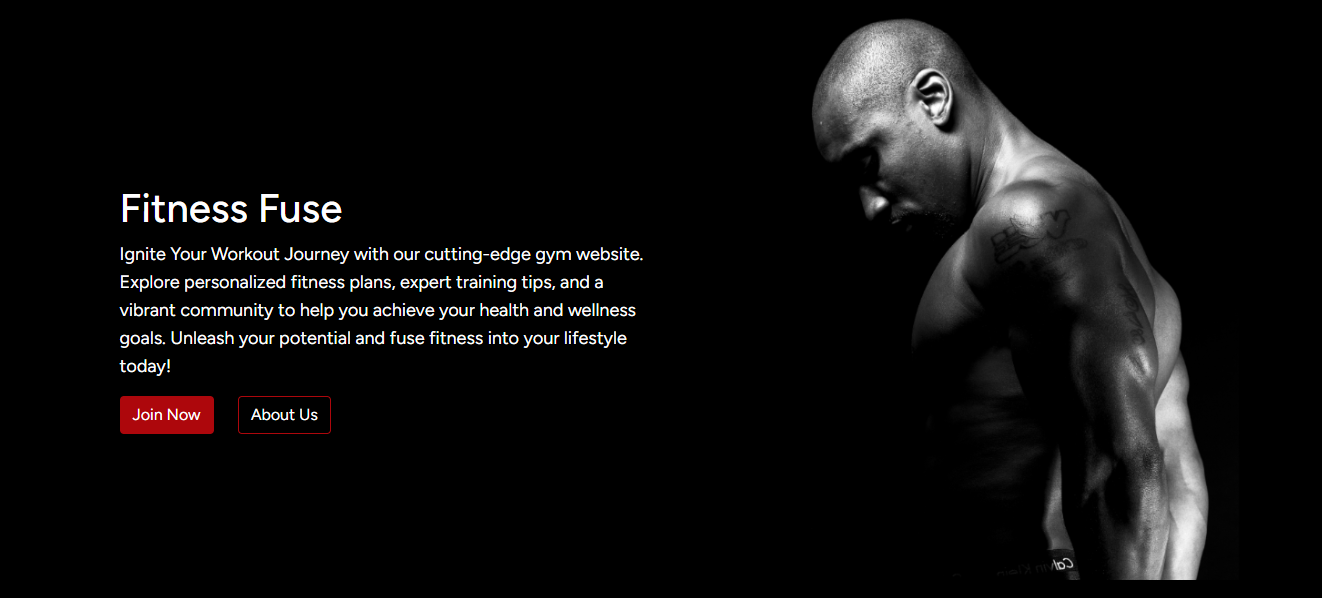 Fitness Fuse
Ignite Your Workout Journey with our cutting-edge gym website.
Explore personalized fitness plans, expert training tips, and a
vibrant community to help you achieve your health and wellness
goals. Unleash your potential and fuse fitness into your lifestyle
today!
Join Now
About Us
Calvin Klein